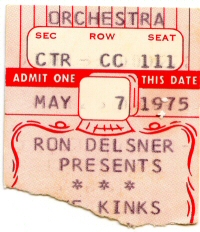 ORCHESTRA
SEC ROW SEAT
CTR CC 111
ADMIT ONE THIS DATE
MAY 7 1975
RON DELSNER
PRESENTS
* * *
E KINKS